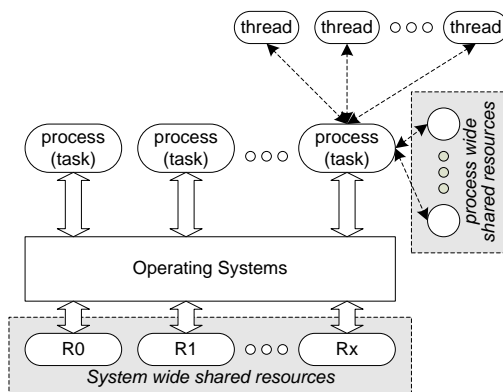 thread
thread
thread
process
(task)
process
(task)
process
(task)
process wide
shared resources
Operating Systems
R0
R1
Rx
System wide shared resources